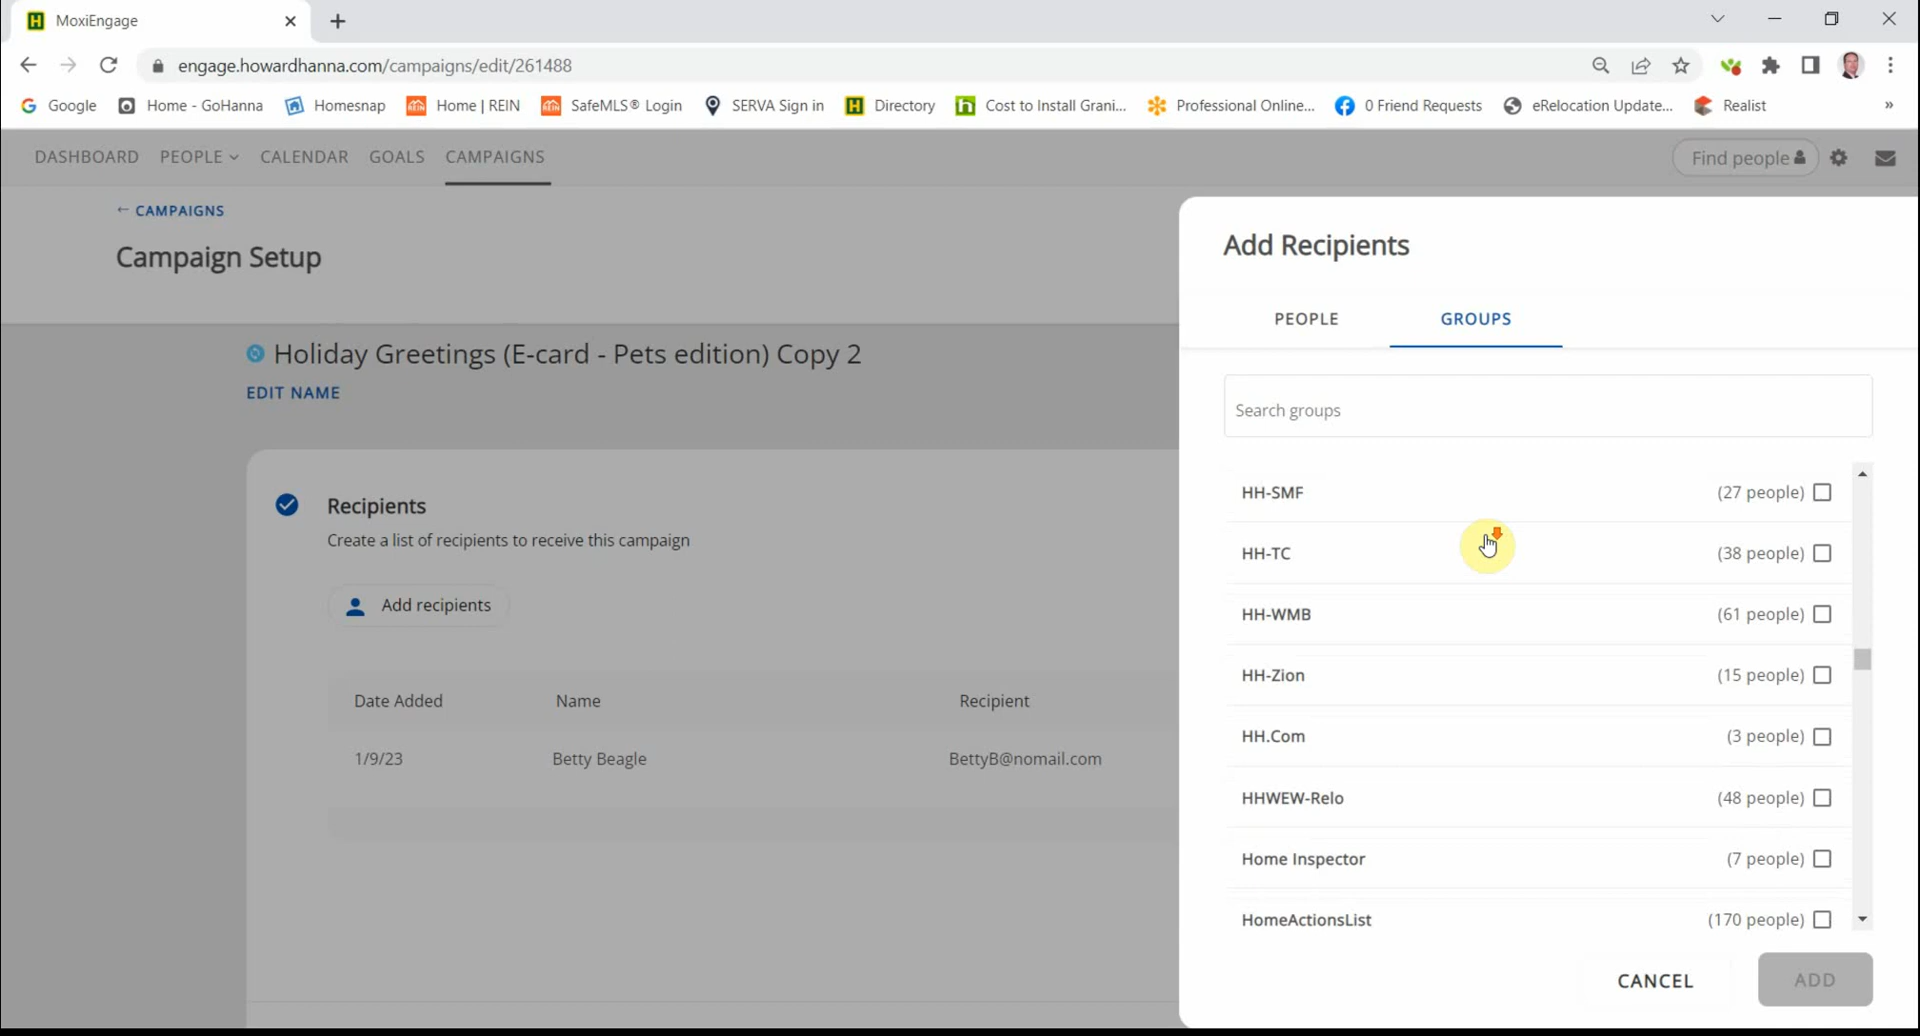 MoxiEngage
engage.howardhanna.com/campaigns/edit/261488
Google Home - GoHanna Homesnap Home | REIN SafeMLS® Login SERVA Sign in Directory Cost to Install Grani... Professional Online... 0 Friend Requests eRelocation Update... Realist »
DASHBOARD PEOPLE CALENDAR GOALS CAMPAIGNS Find people
← CAMPAIGNS
Campaign Setup
Holiday Greetings (E-card - Pets edition) Copy 2
EDIT NAME
Recipients
Create a list of recipients to receive this campaign
Add recipients
Date Added Name Recipient
1/9/23 Betty Beagle BettyB@nomail.com
Add Recipients
PEOPLE GROUPS
Search groups
HH-SMF (27 people)
HH-TC (38 people)
HH-WMB (61 people)
HH-Zion (15 people)
HH.Com (3 people)
HHWEW-Relo (48 people)
Home Inspector (7 people)
HomeActionsList (170 people)
CANCEL ADD